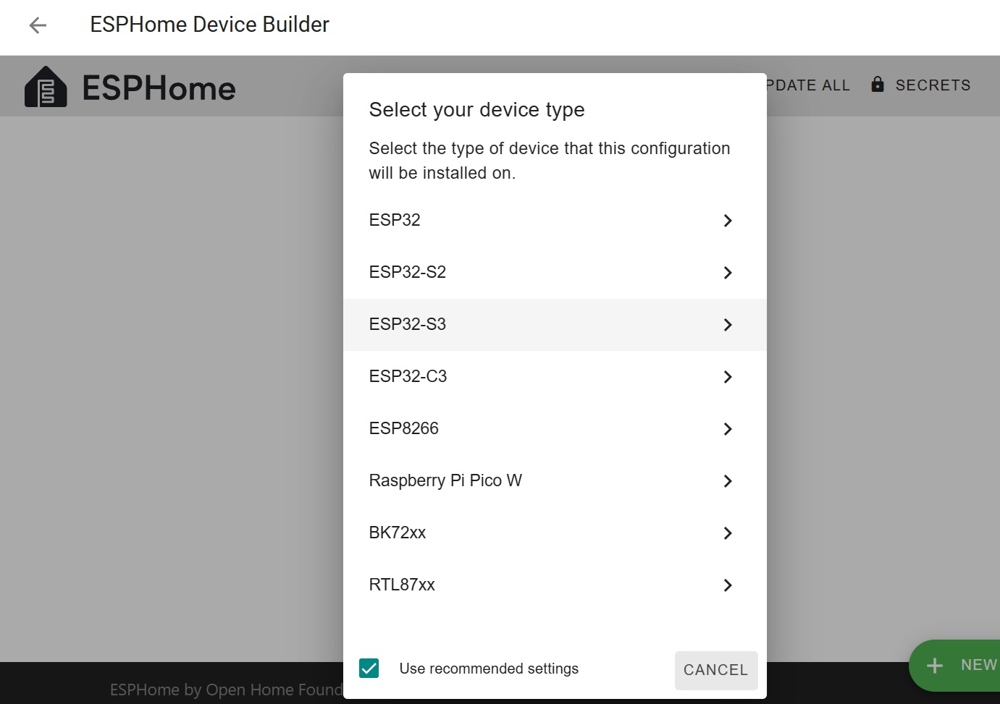 ESPHome Device Builder
ESPHome
PDATE ALL
SECRETS
Select your device type
Select the type of device that this configuration
will be installed on.
ESP32
ESP32-S2
ESP32-S3
ESP32-C3
ESP8266
Raspberry Pi Pico W
BK72xx
RTL87xx
Use recommended settings
CANCEL
NEW
ESPHome by Open Home Found